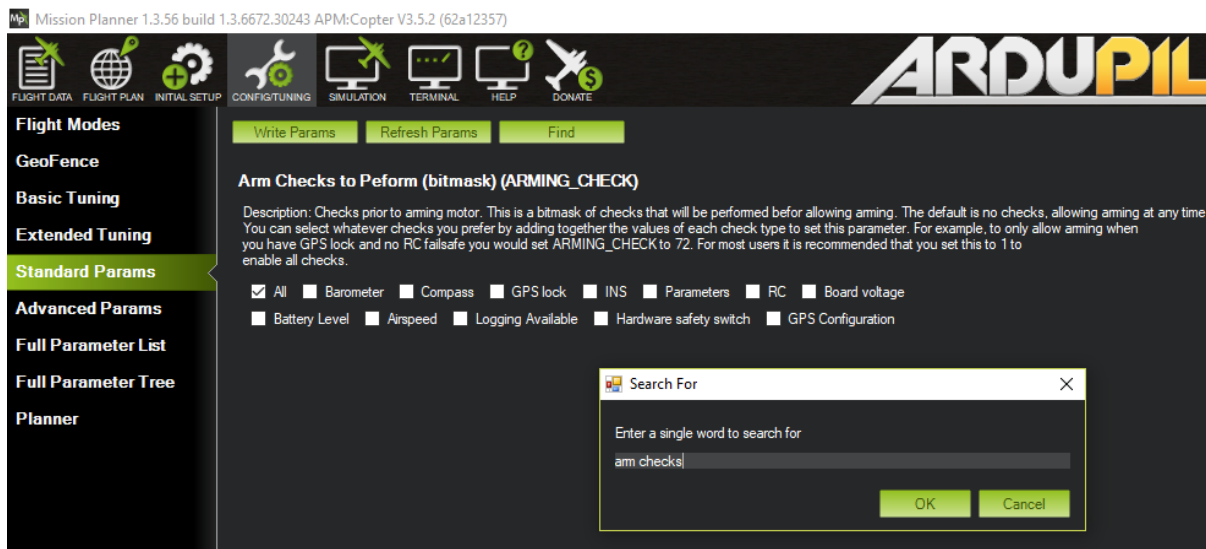 Mission Planner 1.3.56 build 1.3.6672.30243 APM:Copter V3.5.2 (62a12357)
FLIGHT DATA FLIGHT PLAN INITIAL SETUP CONFIG/TUNING SIMULATION TERMINAL HELP DONATE
ARDUPIL
Flight Modes
GeoFence
Basic Tuning
Extended Tuning
Standard Params
Advanced Params
Full Parameter List
Full Parameter Tree
Planner
Write Params Refresh Params Find
Arm Checks to Peform (bitmask) (ARMING_CHECK)
Description: Checks prior to arming motor. This is a bitmask of checks that will be performed befor allowing arming. The default is no checks, allowing arming at any time
You can select whatever checks you prefer by adding together the values of each check type to set this parameter. For example, to only allow arming when
you have GPS lock and no RC failsafe you would set ARMING_CHECK to 72. For most users it is recommended that you set this to 1 to
enable all checks.
All Barometer Compass GPS lock INS Parameters RC Board voltage
Battery Level Airspeed Logging Available Hardware safety switch GPS Configuration
Search For
Enter a single word to search for
arm checks
OK Cancel